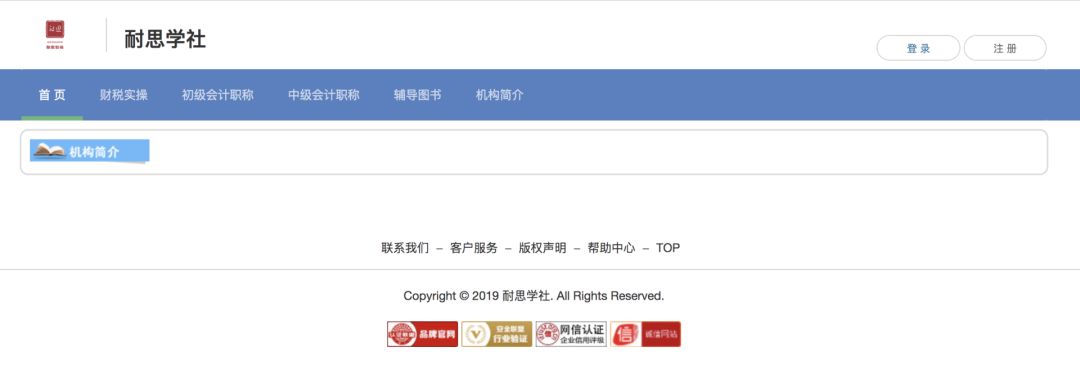 耐思学社
登 录
注 册
首 页
财税实操
初级会计职称
中级会计职称
辅导图书
机构简介
机构简介
联系我们 – 客户服务 – 版权声明 – 帮助中心 – TOP
Copyright © 2019 耐思学社. All Rights Reserved.
品牌官网
安全联盟
行业验证
网信认证
企业信用评级
信
诚信网站